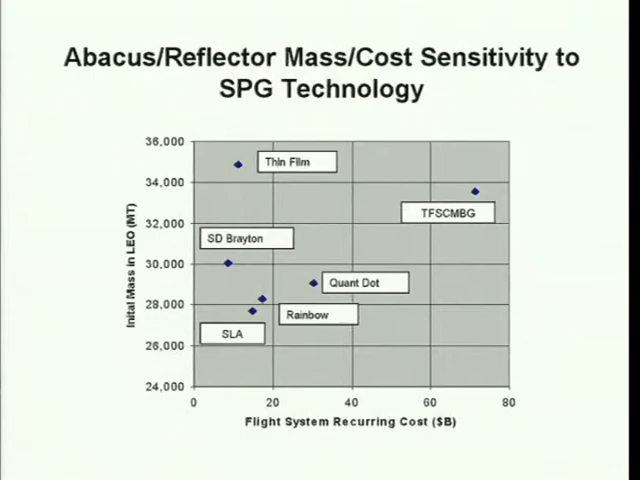 Abacus/Reflector Mass/Cost Sensitivity to
SPG Technology
Inital Mass in LEO (MT)
36,000
34,000
32,000
30,000
28,000
26,000
24,000
Thin Film
TFSCMBG
SD Brayton
Quant Dot
Rainbow
SLA
0 20 40 60 80
Flight System Recurring Cost ($B)